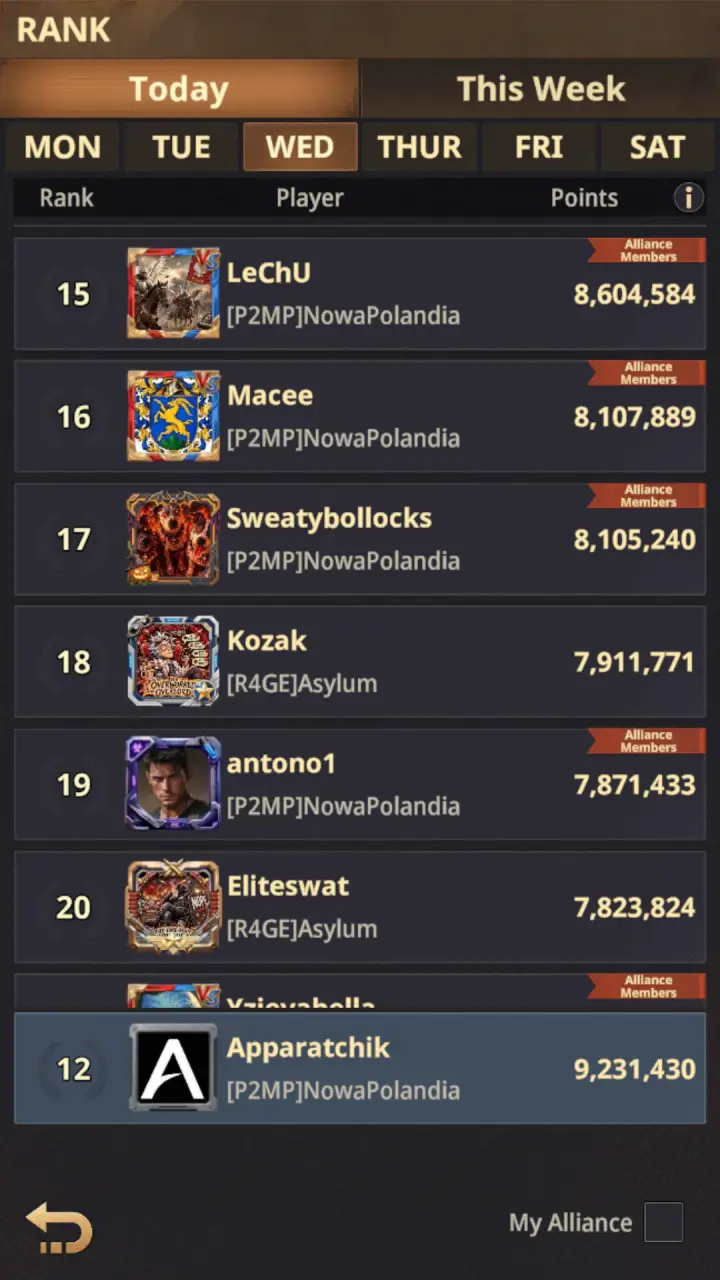 RANK
Today
This Week
MON
TUE
WED
THUR
FRI
SAT
Rank
Player
Points
Alliance
Members
15
LeChU
[P2MP]NowaPolandia
8,604,584
Alliance
Members
16
Macee
[P2MP]NowaPolandia
8,107,889
Alliance
Members
17
Sweatybollocks
[P2MP]NowaPolandia
8,105,240
18
Kozak
[R4GE]Asylum
7,911,771
Alliance
Members
19
antono1
[P2MP]NowaPolandia
7,871,433
20
Eliteswat
[R4GE]Asylum
7,823,824
NOPE
Alliance
Members
12
Apparatchik
[P2MP]NowaPolandia
9,231,430
My Alliance